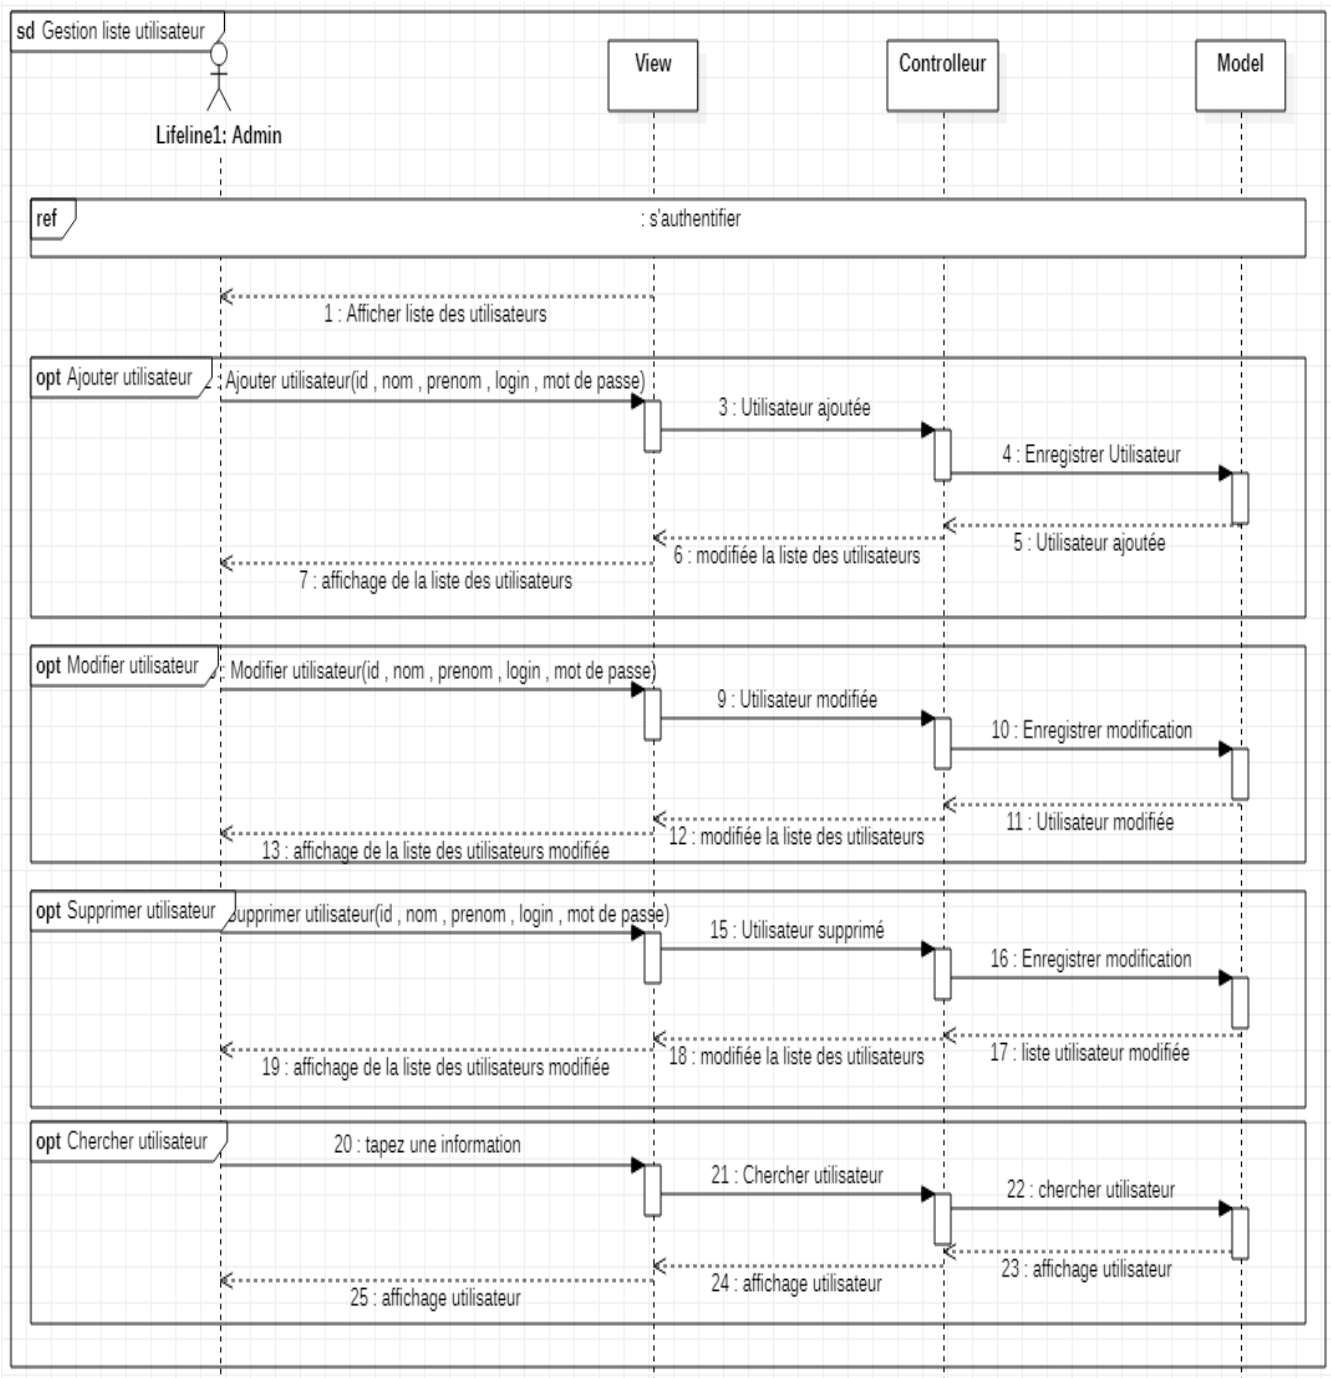 sd Gestion liste utilisateur
View
Controlleur
Model
Lifeline1: Admin
ref
: s'authentifier
1 : Afficher liste des utilisateurs
opt Ajouter utilisateur
: Ajouter utilisateur(id , nom , prenom , login , mot de passe)
3 : Utilisateur ajoutée
4 : Enregistrer Utilisateur
5 : Utilisateur ajoutée
6 : modifiée la liste des utilisateurs
7 : affichage de la liste des utilisateurs
opt Modifier utilisateur
: Modifier utilisateur(id , nom , prenom , login , mot de passe)
9 : Utilisateur modifiée
10 : Enregistrer modification
11 : Utilisateur modifiée
12 : modifiée la liste des utilisateurs
13 : affichage de la liste des utilisateurs modifiée
opt Supprimer utilisateur
Supprimer utilisateur(id , nom , prenom , login , mot de passe)
15 : Utilisateur supprimé
16 : Enregistrer modification
17 : liste utilisateur modifiée
18 : modifiée la liste des utilisateurs
19 : affichage de la liste des utilisateurs modifiée
opt Chercher utilisateur
20 : tapez une information
21 : Chercher utilisateur
22 : chercher utilisateur
23 : affichage utilisateur
24 : affichage utilisateur
25 : affichage utilisateur